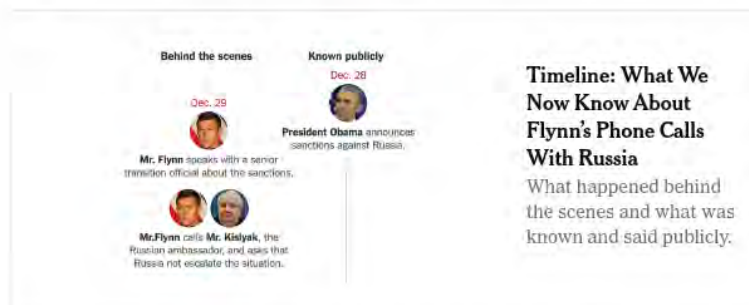 Behind the scenes
Known publicly
Dec. 28
Dec. 29
President Obama announces
sanctions against Russia.
Mr. Flynn speaks with a senior
transition official about the sanctions.
Mr.Flynn calls Mr. Kislyak, the
Russian ambassador, and asks that
Russia not escalate the situation.
Timeline: What We
Now Know About
Flynn's Phone Calls
With Russia
What happened behind
the scenes and what was
known and said publicly.